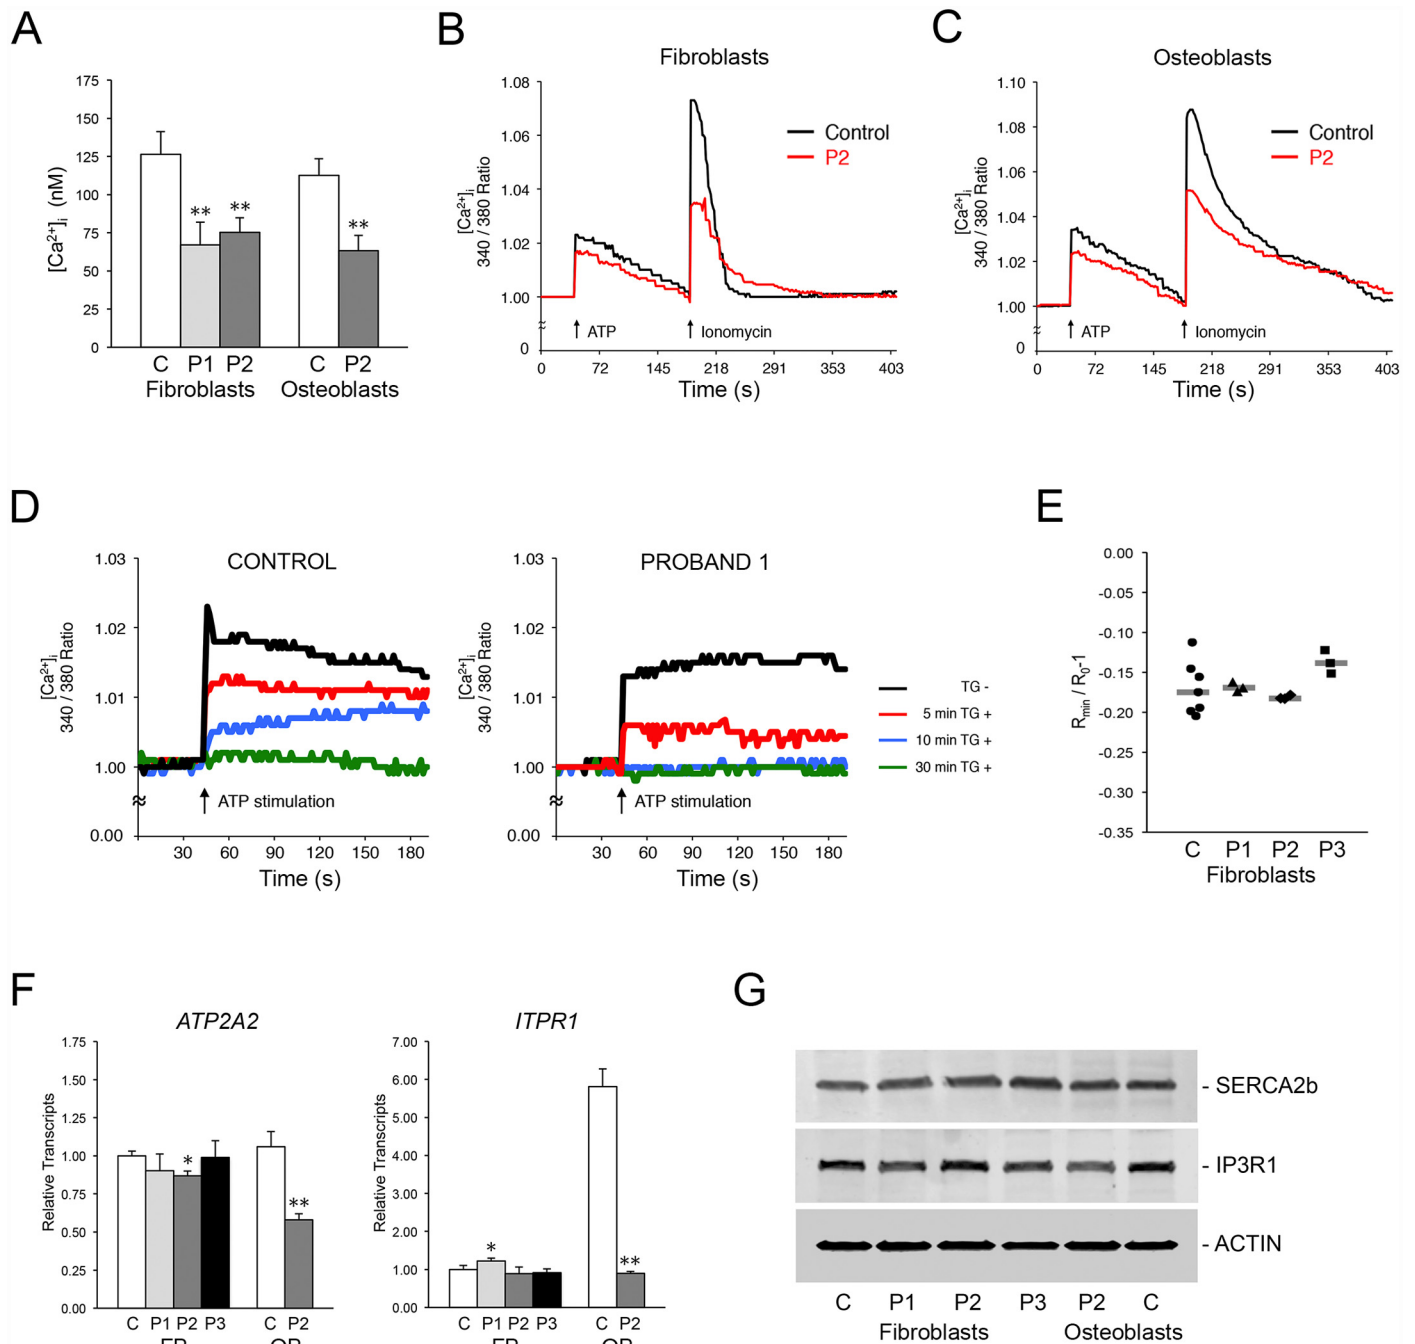 A
175
150
125
100
75
50
25
0
[Ca²⁺]i (nM)
**
**
**
C P1 P2 C P2
Fibroblasts Osteoblasts
B
Fibroblasts
1.08
1.06
1.04
1.02
1.00
0
[Ca²⁺]i
340 / 380 Ratio
Control
P2
ATP
Ionomycin
0 72 145 218 291 353 403
Time (s)
C
Osteoblasts
1.10
1.08
1.06
1.04
1.02
1.00
0
[Ca²⁺]i
340 / 380 Ratio
Control
P2
ATP
Ionomycin
0 72 145 218 291 353 403
Time (s)
D
CONTROL
1.03
1.02
1.01
1.00
0.00
[Ca²⁺]i
340 / 380 Ratio
ATP stimulation
30 60 90 120 150 180
Time (s)
PROBAND 1
1.03
1.02
1.01
1.00
0.00
[Ca²⁺]i
340 / 380 Ratio
ATP stimulation
30 60 90 120 150 180
Time (s)
TG -
5 min TG +
10 min TG +
30 min TG +
E
0.00
-0.05
-0.10
-0.15
-0.20
-0.25
-0.30
-0.35
Rmin / R0-1
C P1 P2 P3
Fibroblasts
F
ATP2A2
1.75
1.50
1.25
1.00
0.75
0.50
0.25
0.00
Relative Transcripts
*
**
C P1 P2 P3 C P2
ITPR1
7.00
6.00
5.00
4.00
3.00
2.00
1.00
0.00
Relative Transcripts
*
**
C P1 P2 P3 C P2
G
- SERCA2b
- IP3R1
- ACTIN
C P1 P2 P3 P2 C
Fibroblasts Osteoblasts